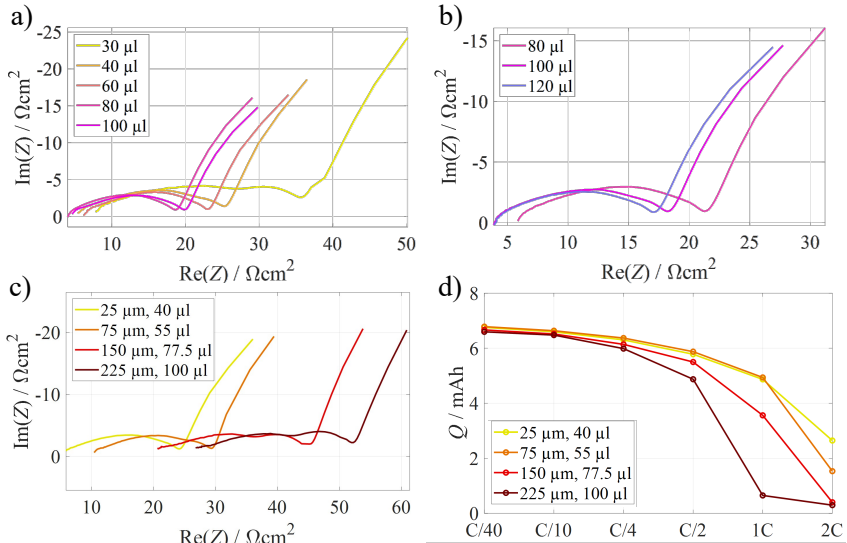 a)
-25
-20
-15
-10
-5
0
Im(Z) / Ωcm²
30 µl
40 µl
60 µl
80 µl
100 µl
10 20 30 40 50
Re(Z) / Ωcm²
b)
-15
-10
-5
0
Im(Z) / Ωcm²
80 µl
100 µl
120 µl
5 10 15 20 25 30
Re(Z) / Ωcm²
c)
-20
-10
0
Im(Z) / Ωcm²
25 µm, 40 µl
75 µm, 55 µl
150 µm, 77.5 µl
225 µm, 100 µl
10 20 30 40 50 60
Re(Z) / Ωcm²
d)
8
6
4
2
0
Q / mAh
25 µm, 40 µl
75 µm, 55 µl
150 µm, 77.5 µl
225 µm, 100 µl
C/40 C/10 C/4 C/2 1C 2C